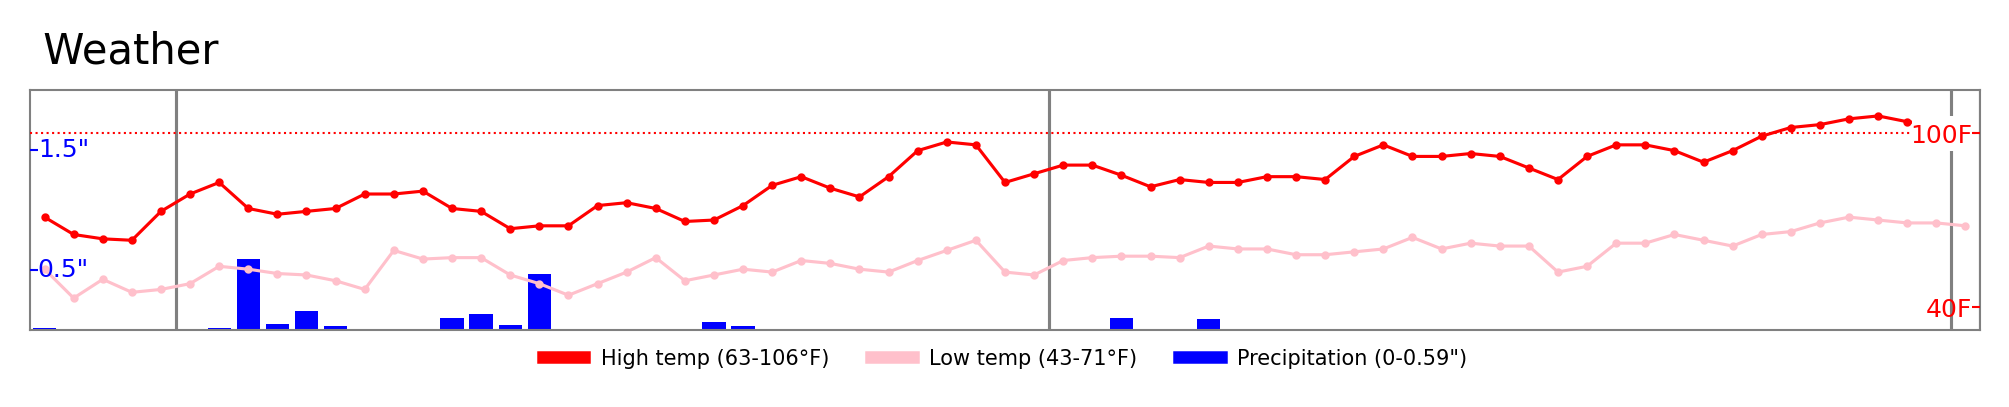 Weather
1.5"
100F
0.5"
40F
High temp (63-106°F) Low temp (43-71°F) Precipitation (0-0.59")